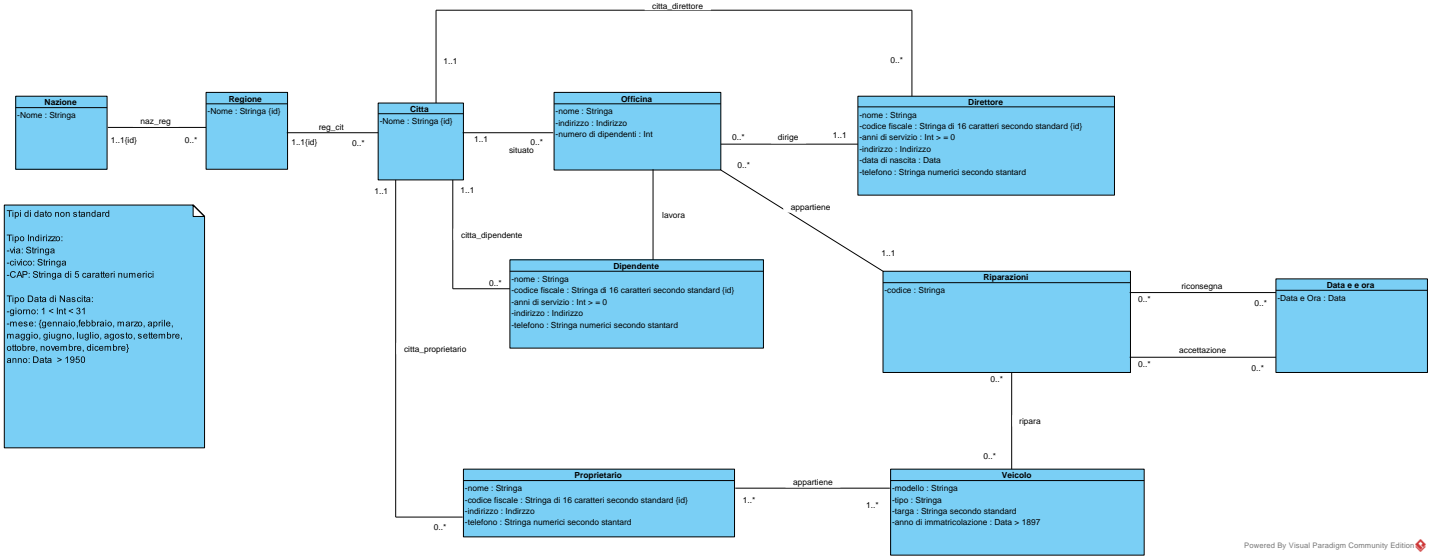 citta_direttore
1..1
0..*
Nazione
-Nome : Stringa
naz_reg
1..1{id}
0..*
Regione
-Nome : Stringa {id}
reg_cit
1..1{id}
0..*
Citta
-Nome : Stringa {id}
1..1
0..*
situato
Officina
-nome : Stringa
-indirizzo : Indirizzo
-numero di dipendenti : Int
0..*
dirige
1..1
Direttore
-nome : Stringa
-codice fiscale : Stringa di 16 caratteri secondo standard {id}
-anni di servizio : Int > = 0
-indirizzo : Indirizzo
-data di nascita : Data
-telefono : Stringa numerici secondo stantard
0..*
appartiene
1..1
1..1
1..1
lavora
citta_dipendente
0..*
Tipi di dato non standard
Tipo Indirizzo:
-via: Stringa
-civico: Stringa
-CAP: Stringa di 5 caratteri numerici
Tipo Data di Nascita:
-giorno: 1 < Int < 31
-mese: {gennaio,febbraio, marzo, aprile,
maggio, giugno, luglio, agosto, settembre,
ottobre, novembre, dicembre}
anno: Data > 1950
Dipendente
-nome : Stringa
-codice fiscale : Stringa di 16 caratteri secondo standard {id}
-anni di servizio : Int > = 0
-indirizzo : Indirizzo
-telefono : Stringa numerici secondo stantard
Riparazioni
-codice : Stringa
riconsegna
0..*
0..*
accettazione
0..*
0..*
Data e e ora
-Data e Ora : Data
citta_proprietario
0..*
ripara
0..*
Proprietario
-nome : Stringa
-codice fiscale : Stringa di 16 caratteri secondo standard {id}
-indirizzo : Indirzzo
-telefono : Stringa numerici secondo stantard
0..*
appartiene
1..*
1..*
Veicolo
-modello : Stringa
-tipo : Stringa
-targa : Stringa secondo standard
-anno di immatricolazione : Data > 1897
Powered By Visual Paradigm Community Edition